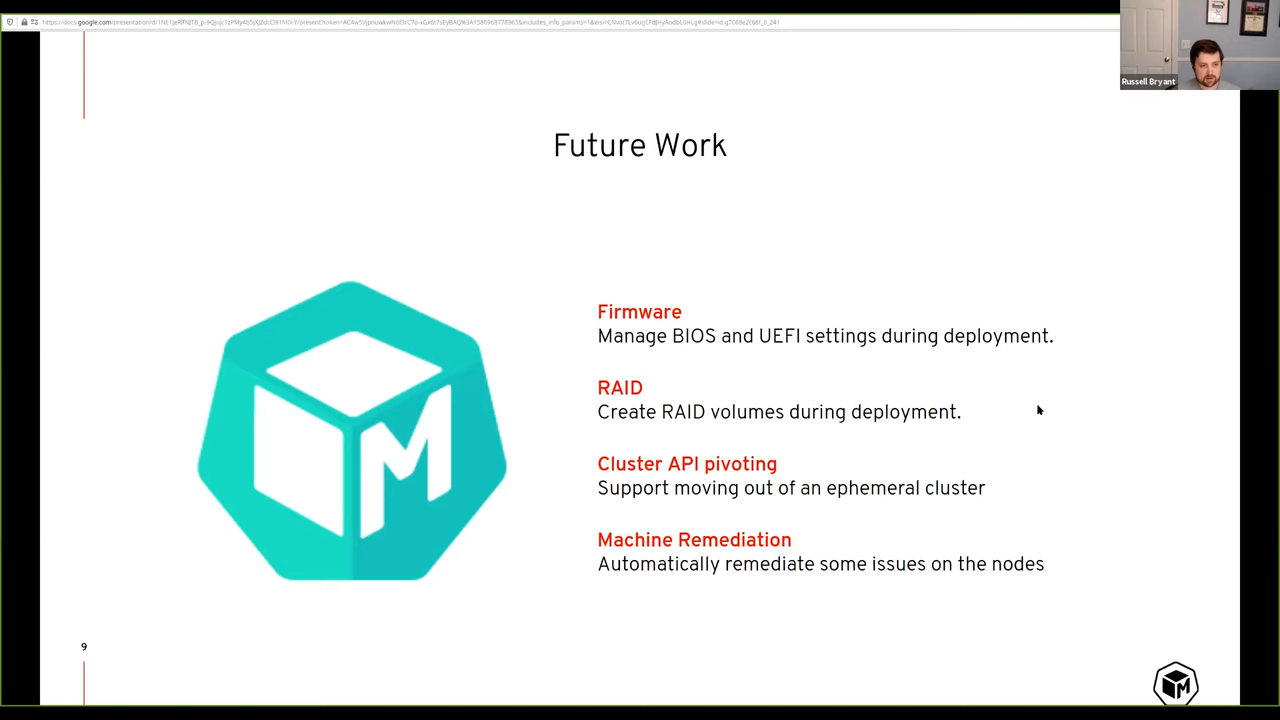 Russell Bryant
Future Work
Firmware
Manage BIOS and UEFI settings during deployment.
RAID
Create RAID volumes during deployment.
Cluster API pivoting
Support moving out of an ephemeral cluster
Machine Remediation
Automatically remediate some issues on the nodes
9
M
M